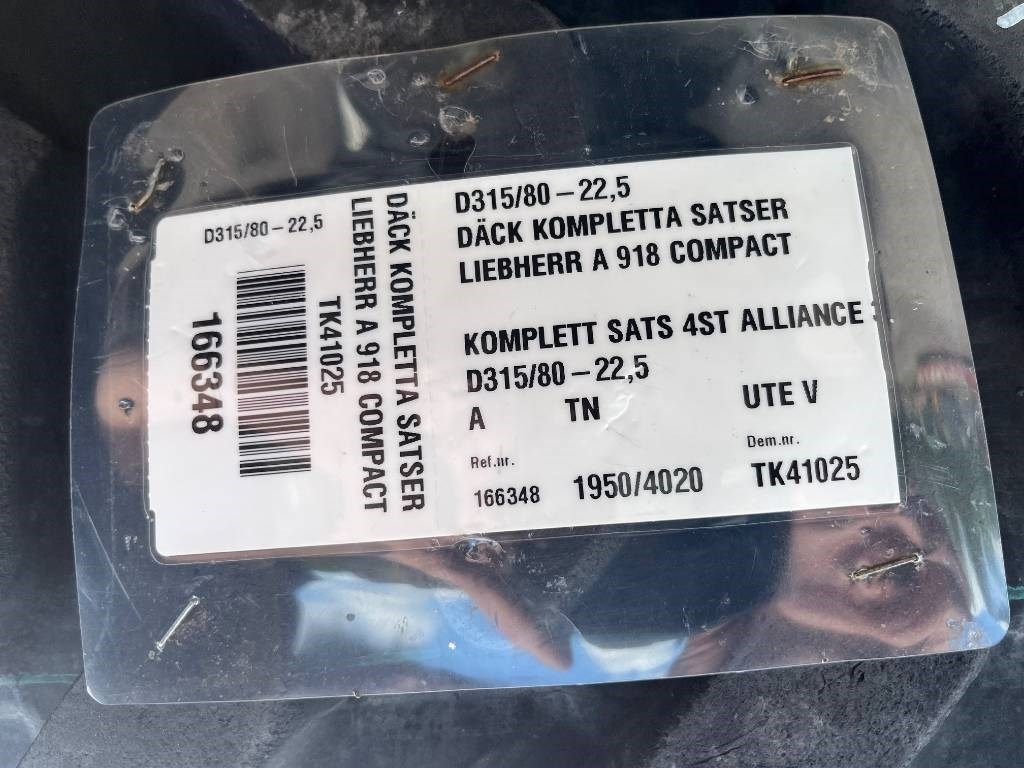 D315/80-22,5
166348
TK41025
DÄCK KOMPLETTA SATSER
LIEBHERR A 918 COMPACT
D315/80-22,5
DÄCK KOMPLETTA SATSER
LIEBHERR A 918 COMPACT
KOMPLETT SATS 4ST ALLIANCE
D315/80-22,5
A TN UTE V
Ref.nr. Dem.nr.
166348 1950/4020 TK41025